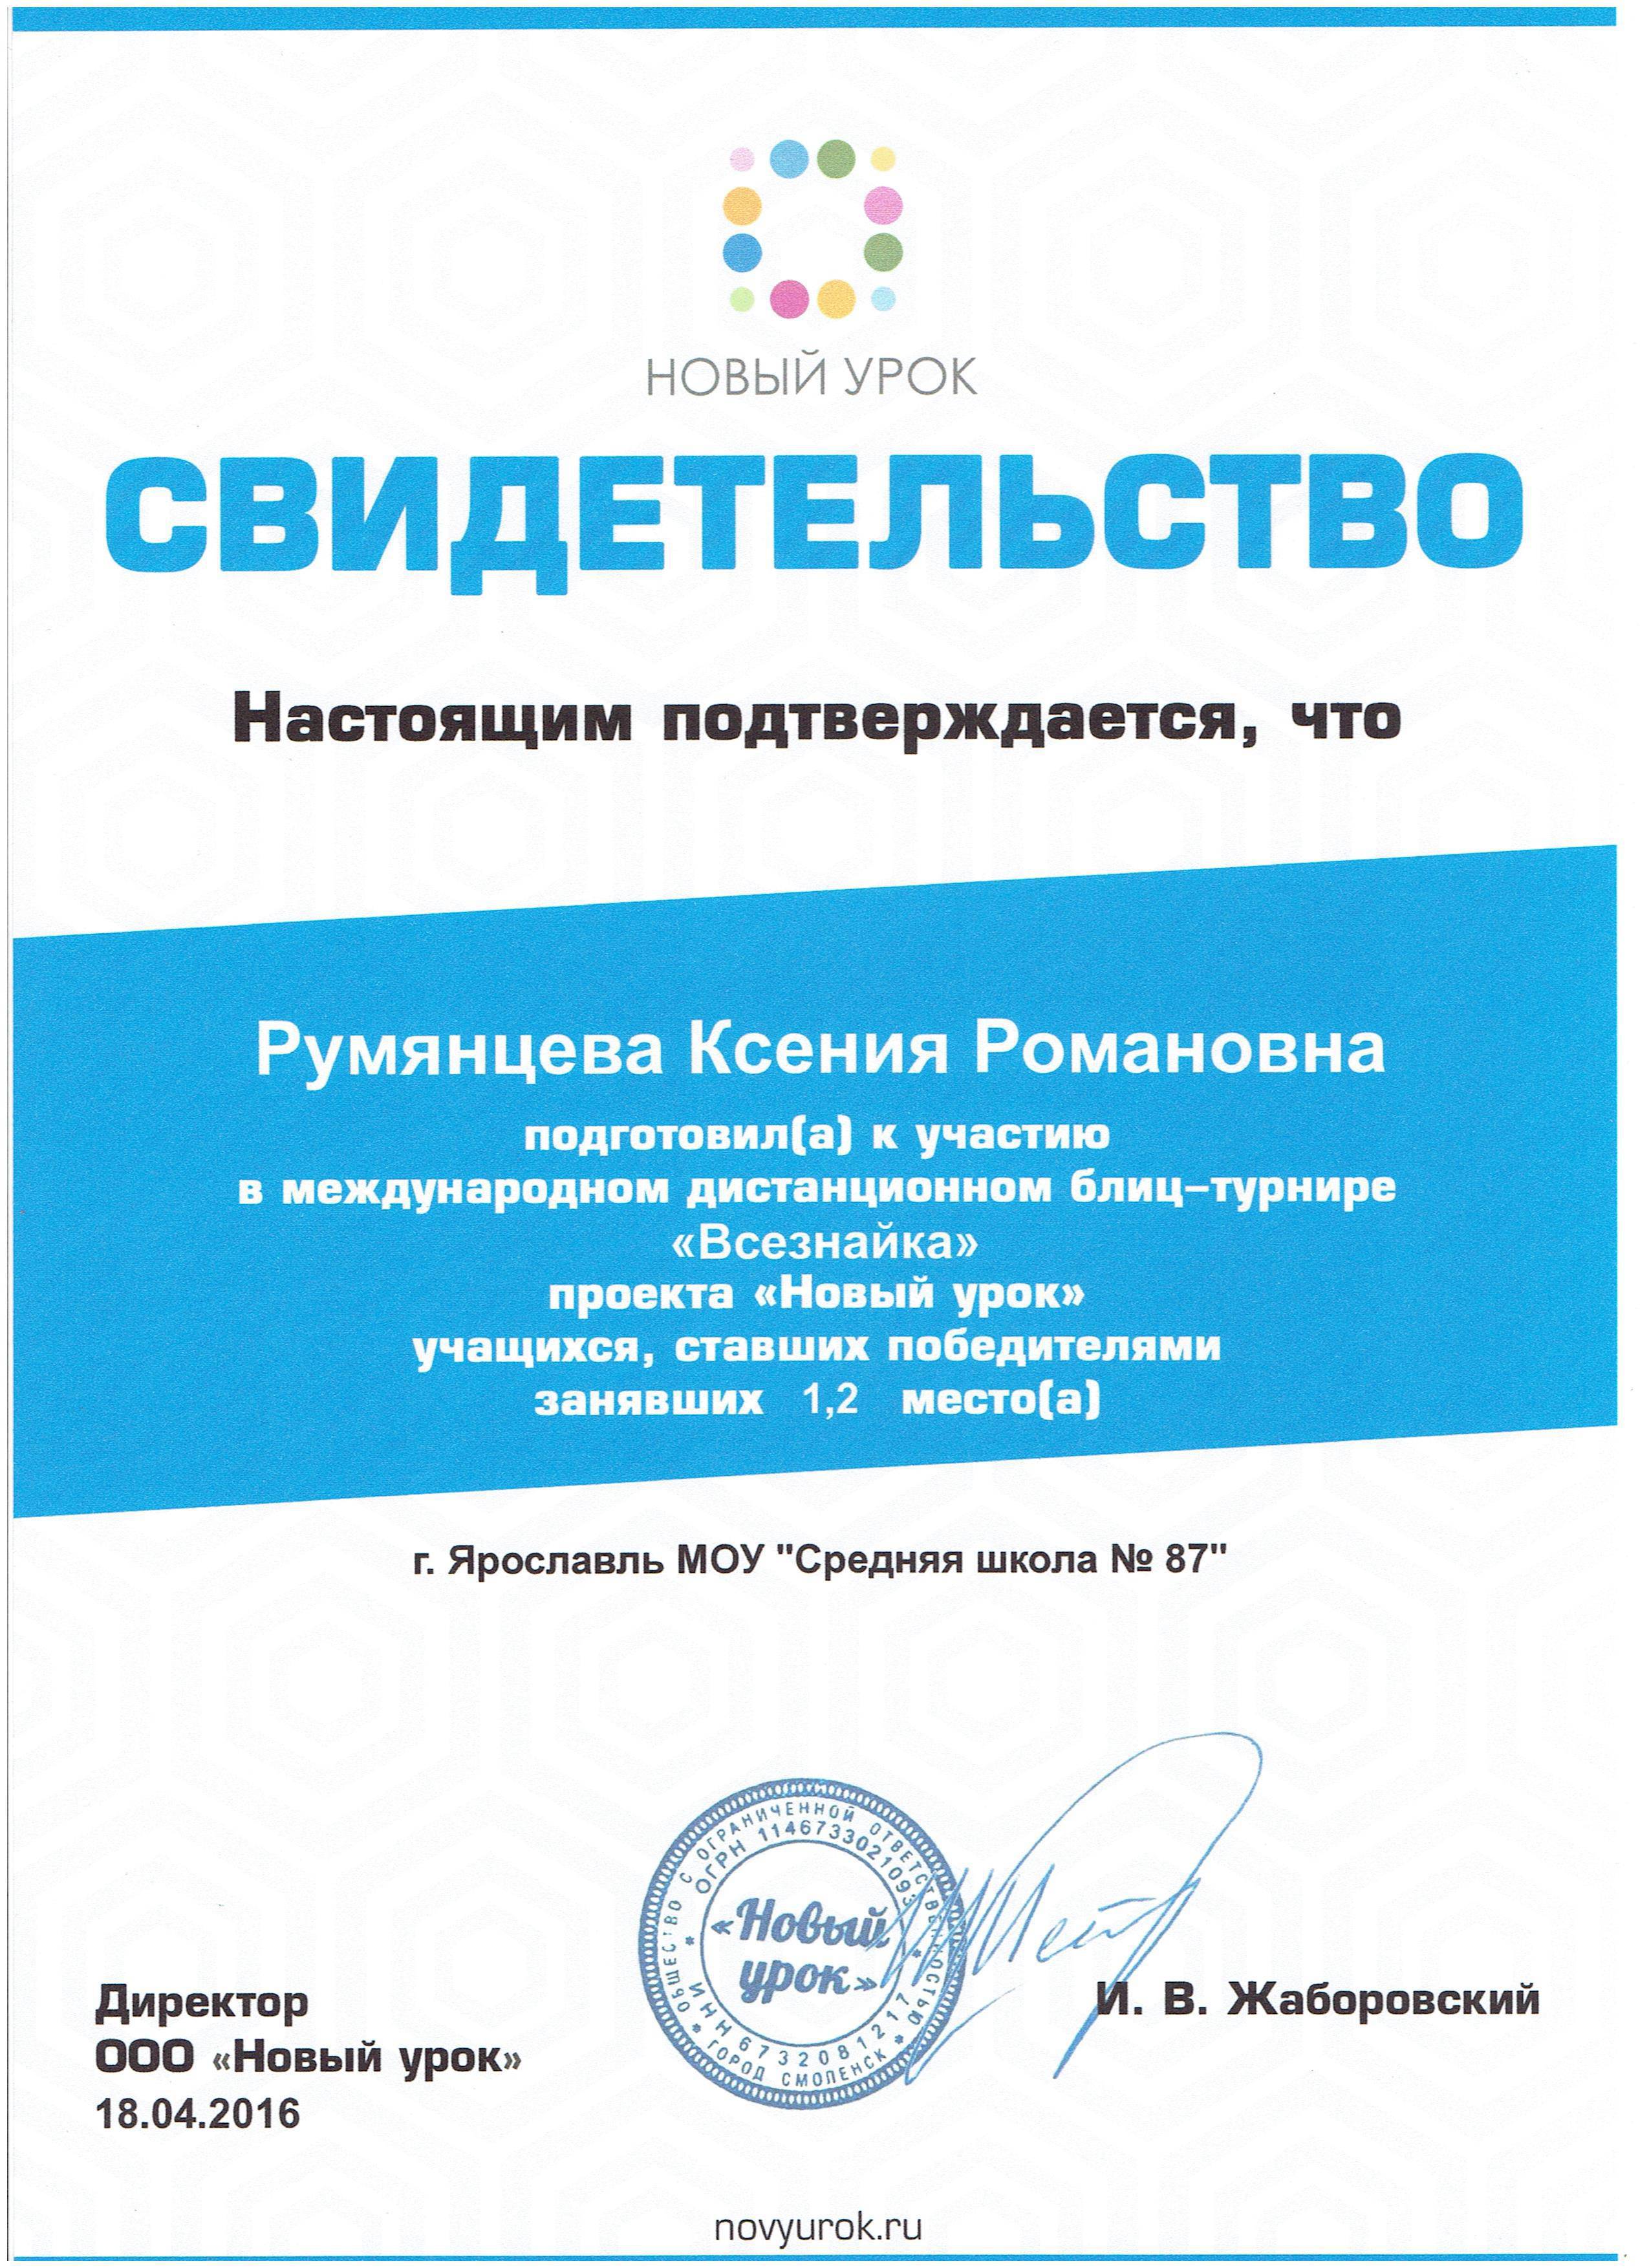 НОВЫЙ УРОК
СВИДЕТЕЛЬСТВО
Настоящим подтверждается, что
Румянцева Ксения Романовна
подготовил(а) к участию
в международном дистанционном блиц-турнире
«Всезнайка»
проекта «Новый урок»
учащихся, ставших победителями
занявших 1,2 место(а)
г. Ярославль МОУ "Средняя школа № 87"
ОБЩЕСТВО С ОГРАНИЧЕННОЙ ОТВЕТСТВЕННОСТЬЮ
ОГРН 1146733021093
«Новый
урок»
ИНН 6732081217
ГОРОД СМОЛЕНСК
Директор
ООО «Новый урок»
18.04.2016
И. В. Жаборовский
novyurok.ru